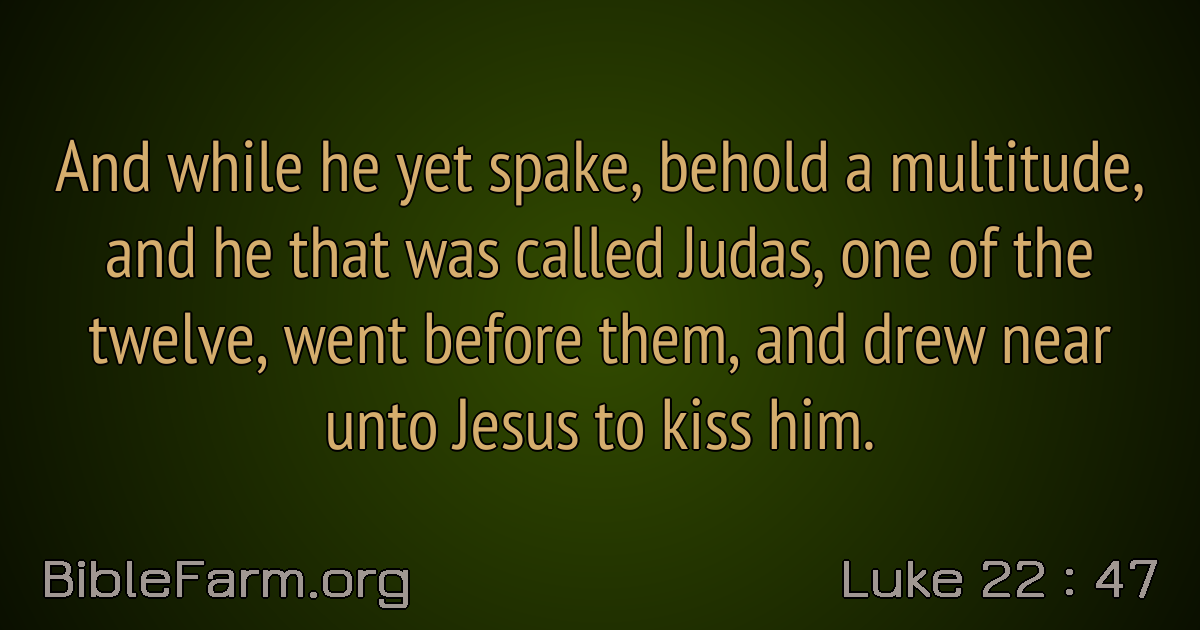 And while he yet spake, behold a multitude,
and he that was called Judas, one of the
twelve, went before them, and drew near
unto Jesus to kiss him.
BibleFarm.org
Luke 22 : 47